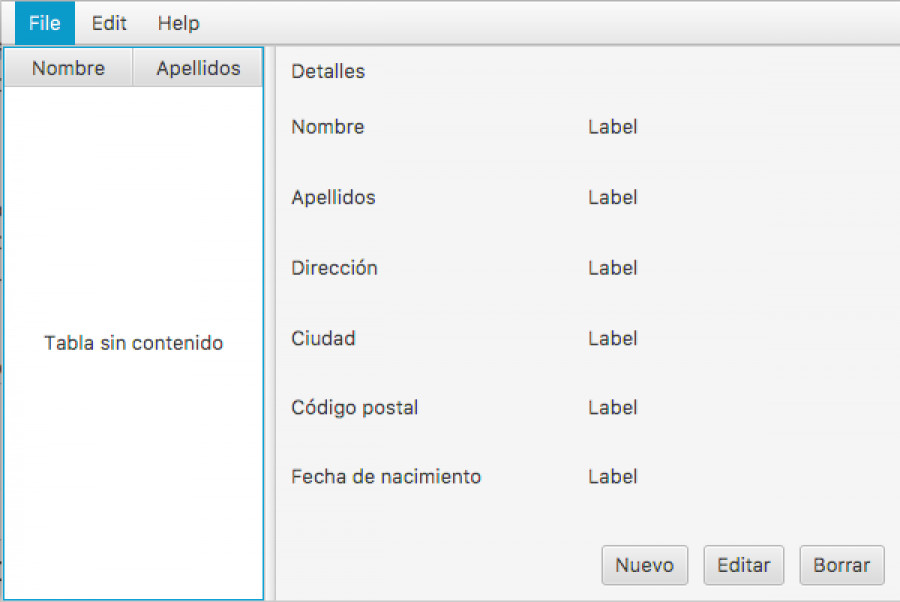 File Edit Help
Nombre Apellidos
Tabla sin contenido
Detalles
Nombre Label
Apellidos Label
Dirección Label
Ciudad Label
Código postal Label
Fecha de nacimiento Label
Nuevo Editar Borrar